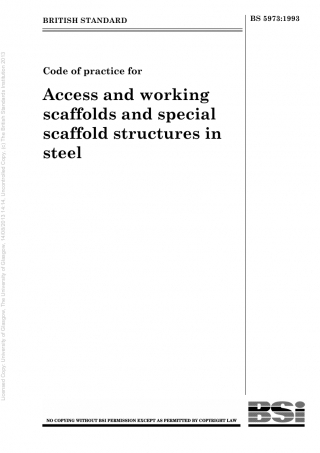 BRITISH STANDARD
BS 5973:1993
Code of practice for
Access and working
scaffolds and special
scaffold structures in
steel
NO COPYING WITHOUT BSI PERMISSION EXCEPT AS PERMITTED BY COPYRIGHT LAW
BSi
Licensed Copy: University of Glasgow, The University of Glasgow, 14/03/2013 14:14, Uncontrolled Copy, (c) The British Standards Institution 2013